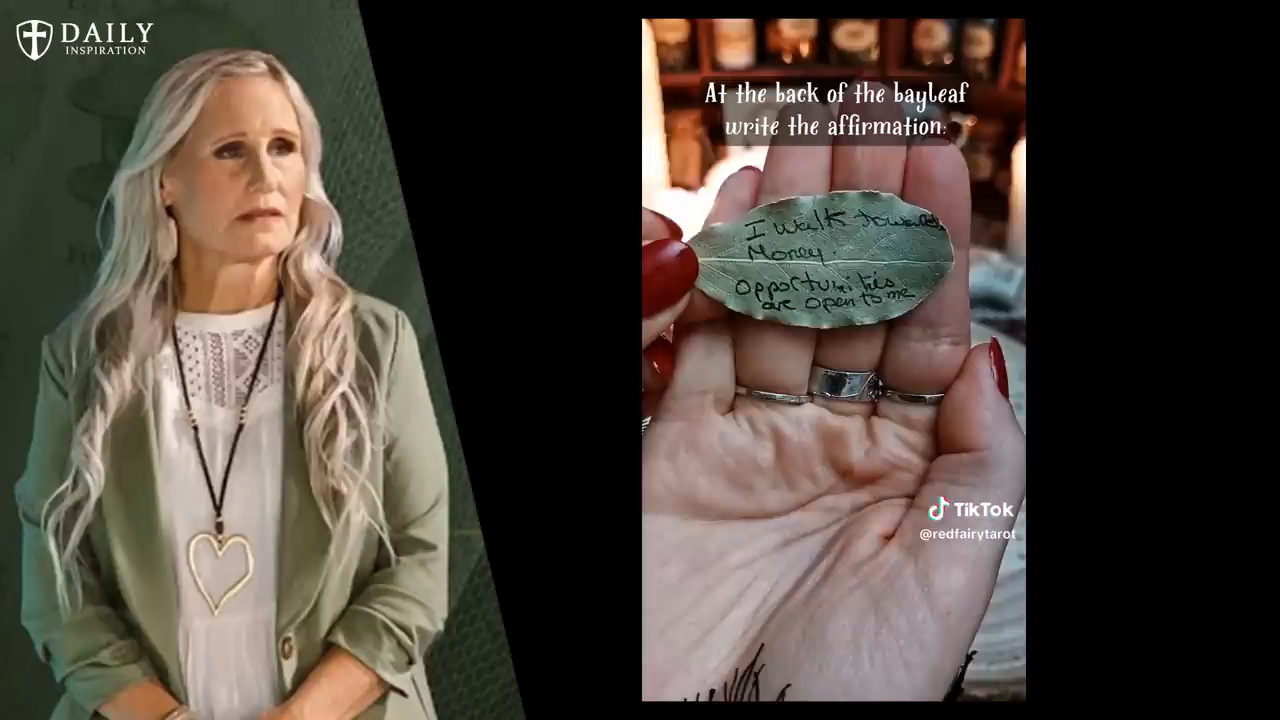 DAILY
INSPIRATION
At the back of the bayleaf
write the affirmation:
I walk towards
Money.
Opportunities
are open to me
TikTok
@redfairytarot